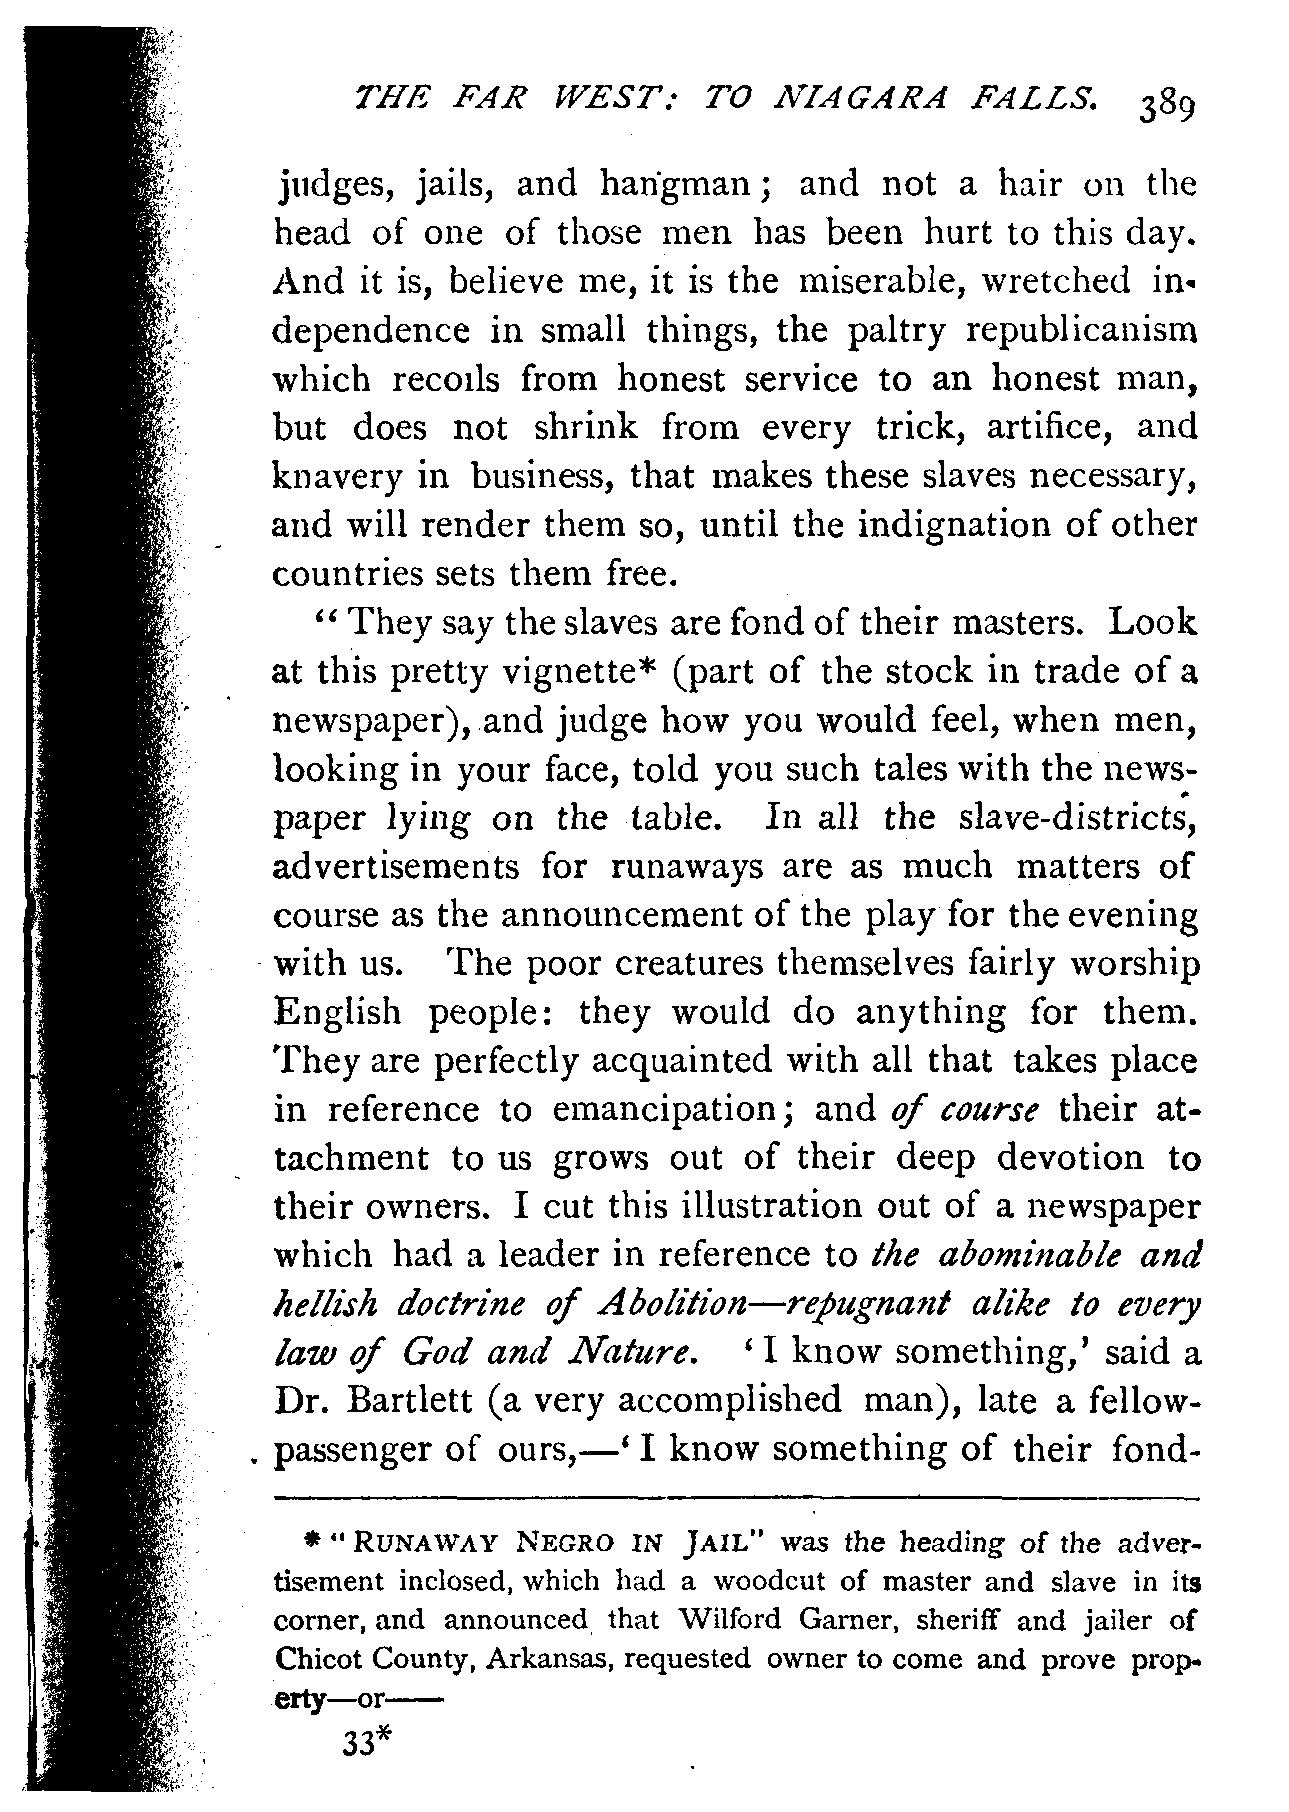 THE FAR WEST: TO NIAGARA FALLS. 389
judges, jails, and hangman; and not a hair on the
head of one of those men has been hurt to this day.
And it is, believe me, it is the miserable, wretched in-
dependence in small things, the paltry republicanism
which recoils from honest service to an honest man,
but does not shrink from every trick, artifice, and
knavery in business, that makes these slaves necessary,
and will render them so, until the indignation of other
countries sets them free.
“They say the slaves are fond of their masters. Look
at this pretty vignette* (part of the stock in trade of a
newspaper), and judge how you would feel, when men,
looking in your face, told you such tales with the news-
paper lying on the table. In all the slave-districts,
advertisements for runaways are as much matters of
course as the announcement of the play for the evening
with us. The poor creatures themselves fairly worship
English people: they would do anything for them.
They are perfectly acquainted with all that takes place
in reference to emancipation; and of course their at-
tachment to us grows out of their deep devotion to
their owners. I cut this illustration out of a newspaper
which had a leader in reference to the abominable and
hellish doctrine of Abolition—repugnant alike to every
law of God and Nature. ‘I know something,’ said a
Dr. Bartlett (a very accomplished man), late a fellow-
passenger of ours,—‘I know something of their fond-
* “RUNAWAY NEGRO IN JAIL” was the heading of the adver-
tisement inclosed, which had a woodcut of master and slave in its
corner, and announced that Wilford Garner, sheriff and jailer of
Chicot County, Arkansas, requested owner to come and prove prop-
erty—or——
33*